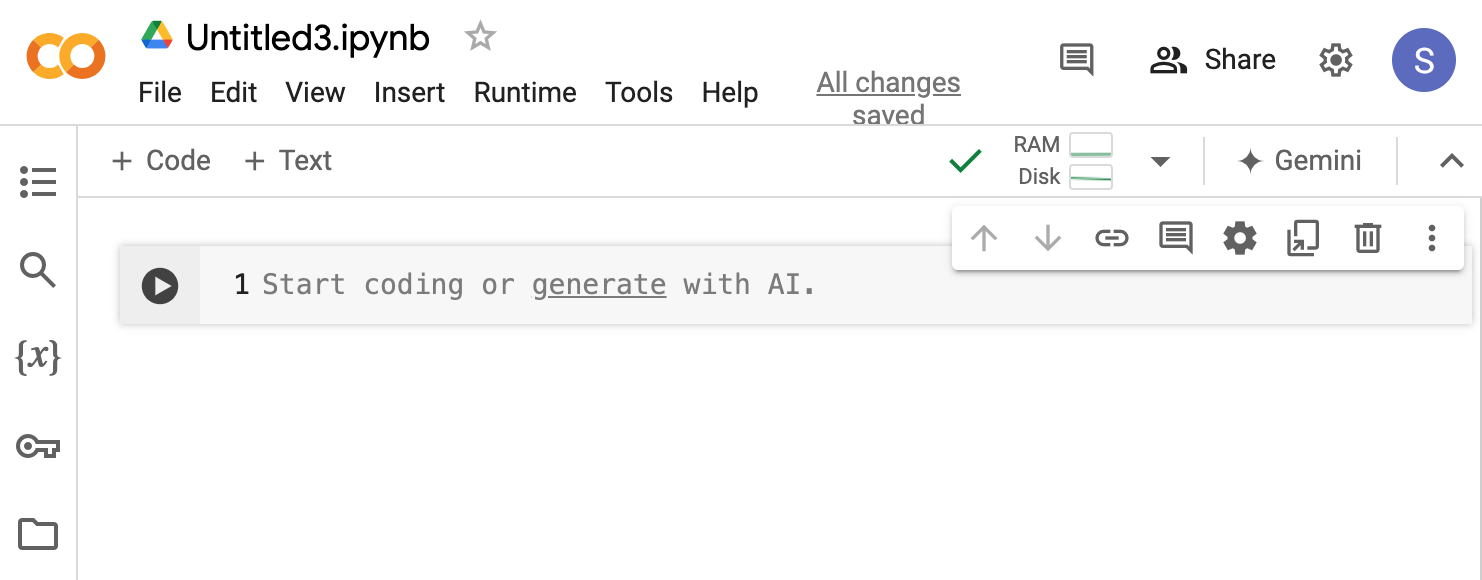 Untitled3.ipynb
File Edit View Insert Runtime Tools Help
All changes
saved
Share
S
+ Code + Text
RAM
Disk
Gemini
{x}
1 Start coding or generate with AI.